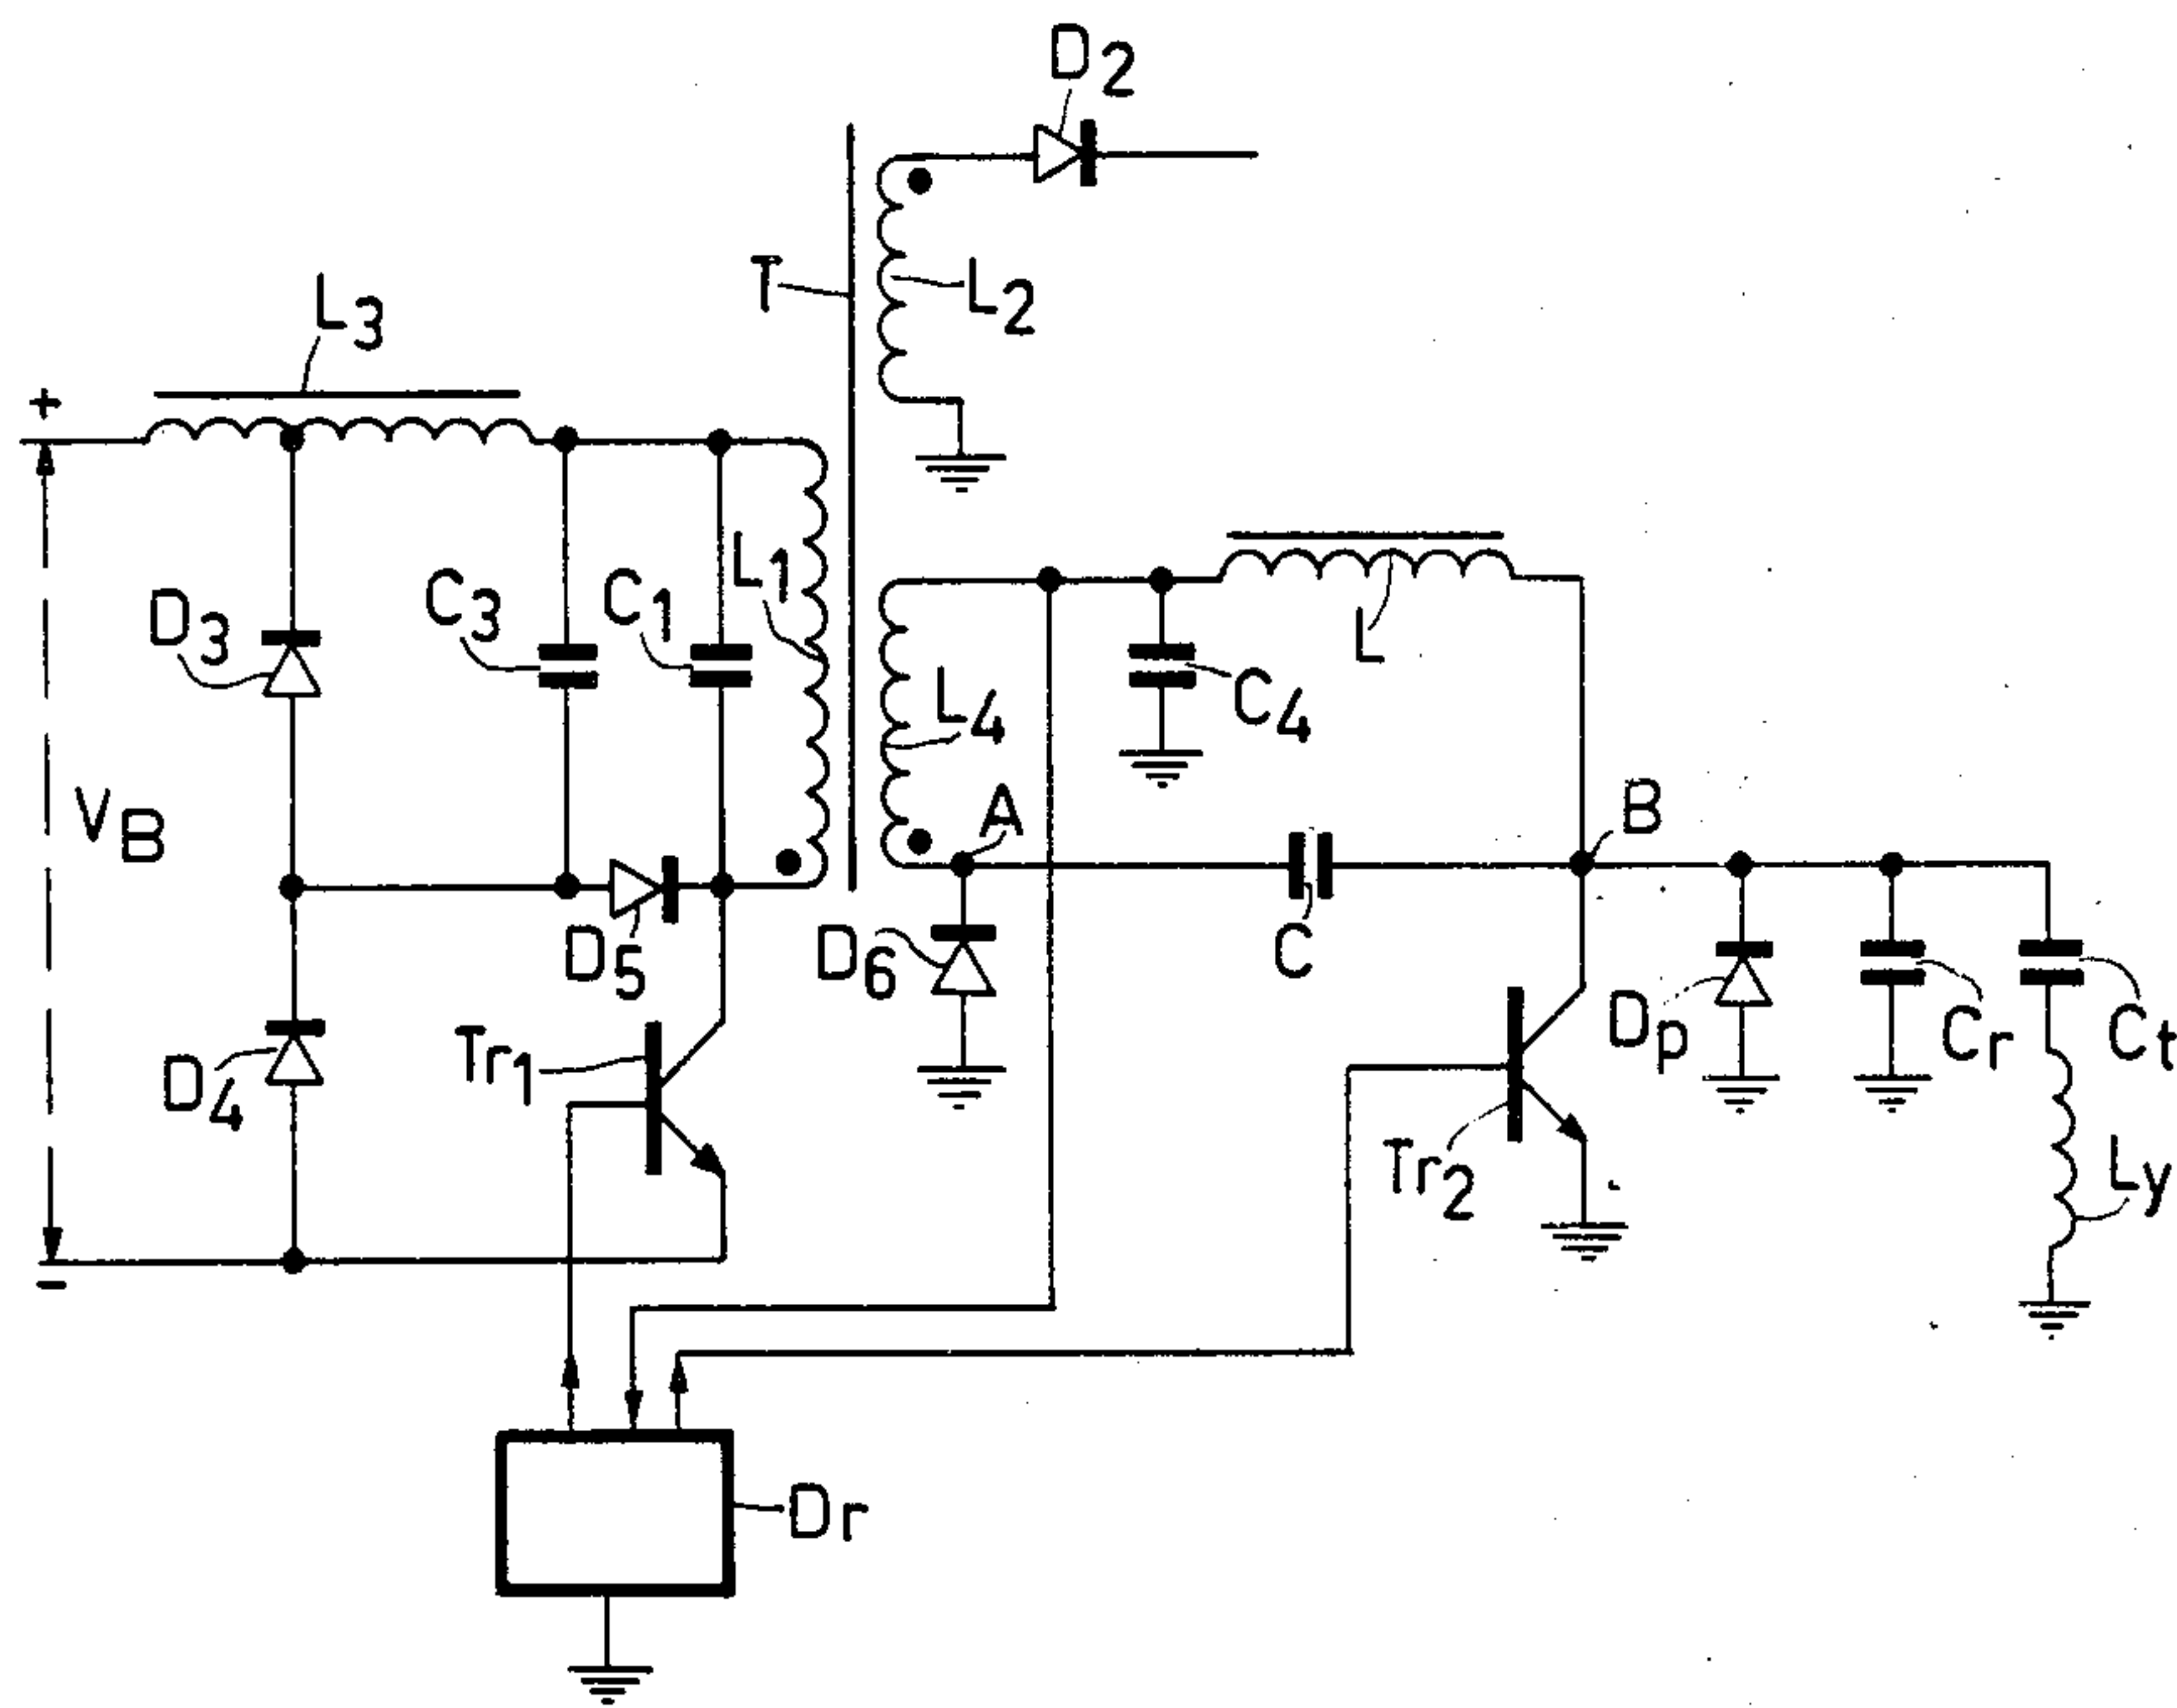 D2
T
L2
L3
+
L
D3
C3
C1
L1
L4
C4
VB
A
B
D5
D6
C
Dp
Cr
Ct
D4
Tr1
Tr2
Ly
-
Dr